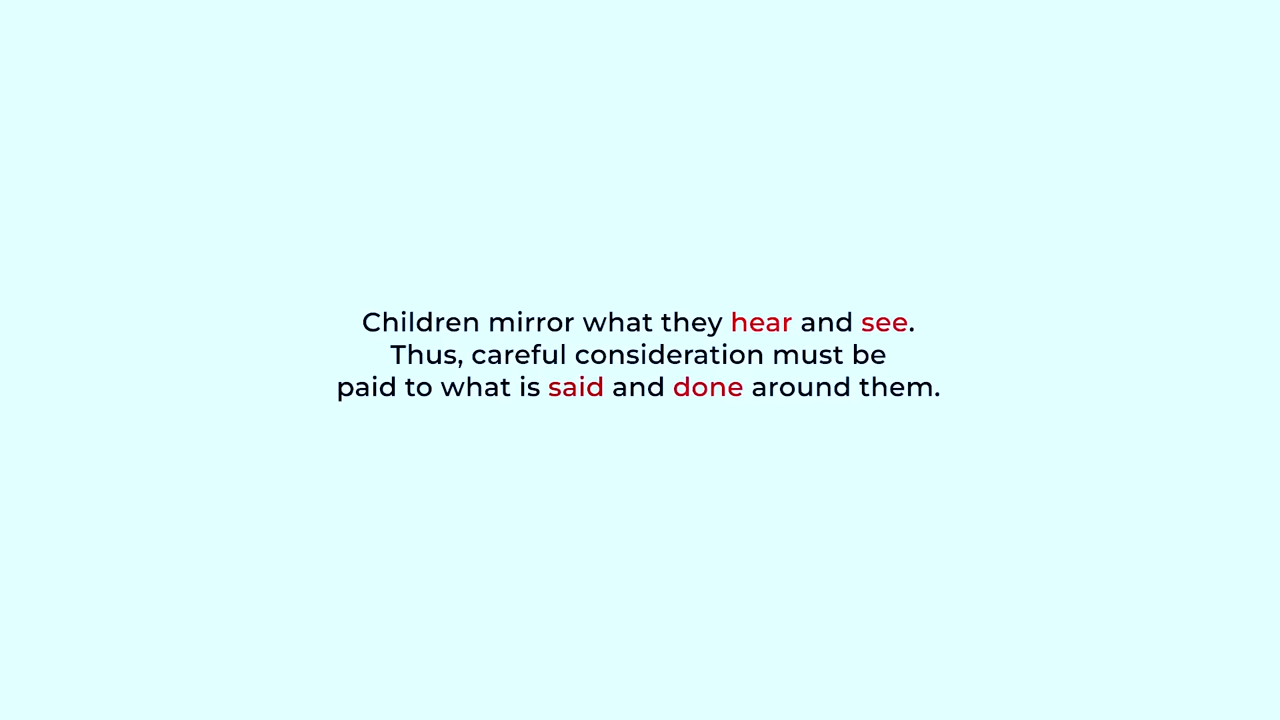 Children mirror what they hear and see.
Thus, careful consideration must be
paid to what is said and done around them.